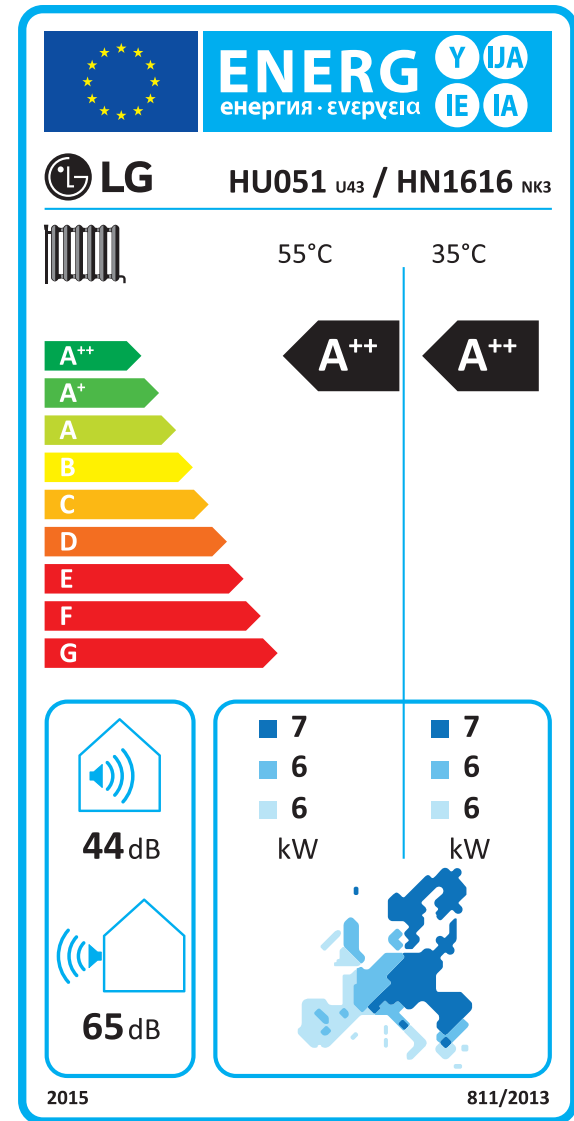 ENERG
енергия · ενεργεια
Y IJA
IE IA
LG
HU051 U43 / HN1616 NK3
55°C
35°C
A++
A++
A++
A+
A
B
C
D
E
F
G
44 dB
65 dB
7
6
6
kW
7
6
6
kW
2015
811/2013